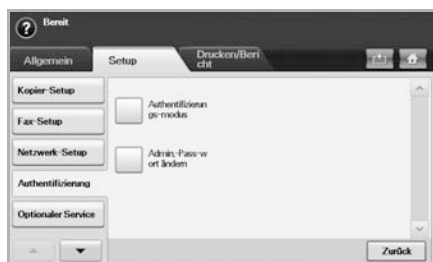 Bereit
Allgemein
Setup
Drucken/Beri
cht
Kopier-Setup
Fax-Setup
Netzwerk-Setup
Authentifizierung
Optionaler Service
Authentifizierun
gs-modus
Admin.-Pass-w
ort ändern
Zurück